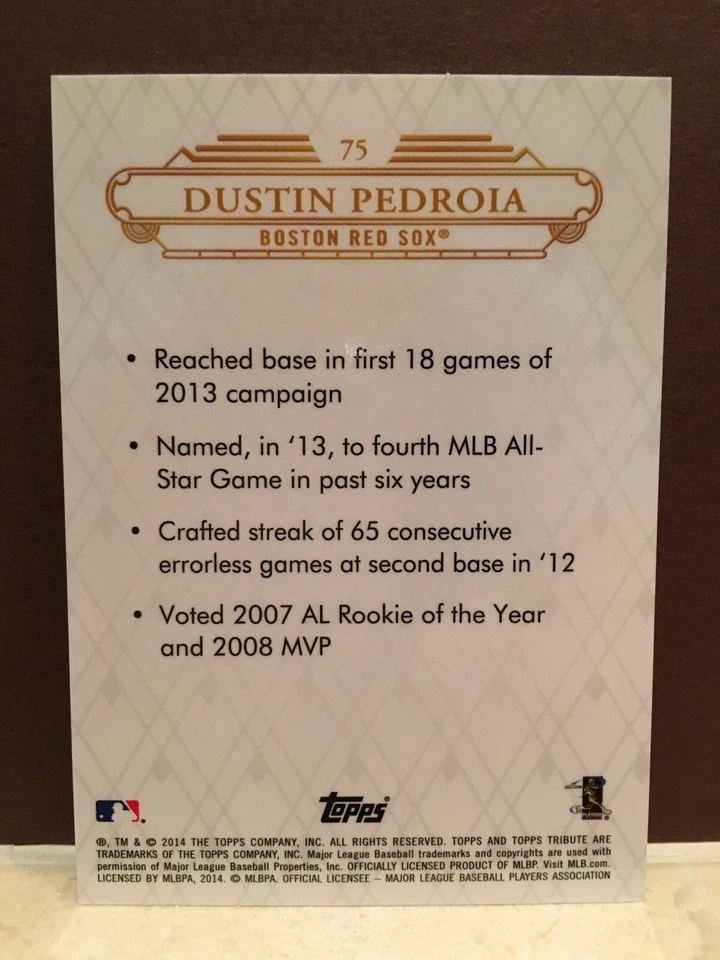 75
DUSTIN PEDROIA
BOSTON RED SOX®
• Reached base in first 18 games of
2013 campaign
• Named, in ‘13, to fourth MLB All-
Star Game in past six years
• Crafted streak of 65 consecutive
errorless games at second base in ‘12
• Voted 2007 AL Rookie of the Year
and 2008 MVP
Topps®
®, TM & © 2014 THE TOPPS COMPANY, INC. ALL RIGHTS RESERVED. TOPPS AND TOPPS TRIBUTE ARE
TRADEMARKS OF THE TOPPS COMPANY, INC. Major League Baseball trademarks and copyrights are used with
permission of Major League Baseball Properties, Inc. OFFICIALLY LICENSED PRODUCT OF MLBP. Visit MLB.com.
LICENSED BY MLBPA, 2014. © MLBPA. OFFICIAL LICENSEE – MAJOR LEAGUE BASEBALL PLAYERS ASSOCIATION